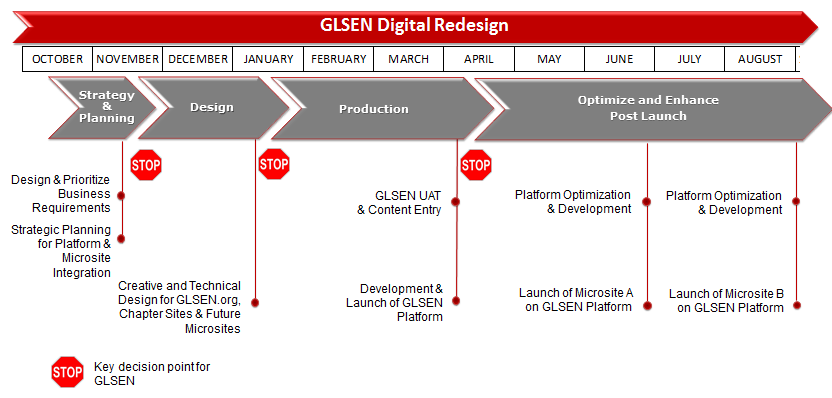 GLSEN Digital Redesign
OCTOBER NOVEMBER DECEMBER JANUARY FEBRUARY MARCH APRIL MAY JUNE JULY AUGUST
Strategy
&
Planning
Design
Production
Optimize and Enhance
Post Launch
STOP
STOP
STOP
Design & Prioritize
Business
Requirements
Strategic Planning
for Platform &
Microsite
Integration
Creative and Technical
Design for GLSEN.org,
Chapter Sites & Future
Microsites
GLSEN UAT
& Content Entry
Development &
Launch of GLSEN
Platform
Platform Optimization
& Development
Launch of Microsite A
on GLSEN Platform
Platform Optimization
& Development
Launch of Microsite B
on GLSEN Platform
STOP
Key decision point for
GLSEN